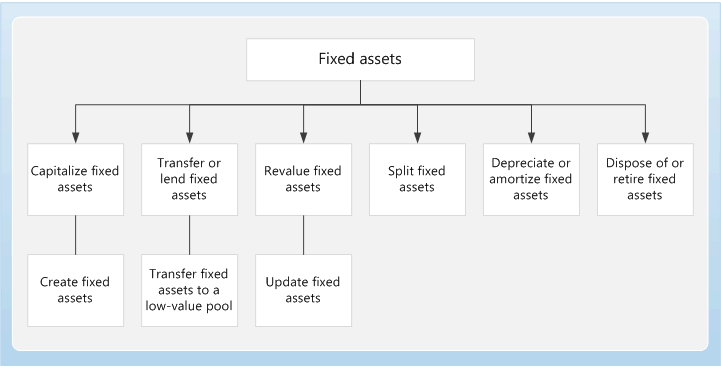 Fixed assets
Capitalize fixed
assets
Transfer or
lend fixed
assets
Revalue fixed
assets
Split fixed
assets
Depreciate or
amortize fixed
assets
Dispose of or
retire fixed
assets
Create fixed
assets
Transfer fixed
assets to a
low-value pool
Update fixed
assets